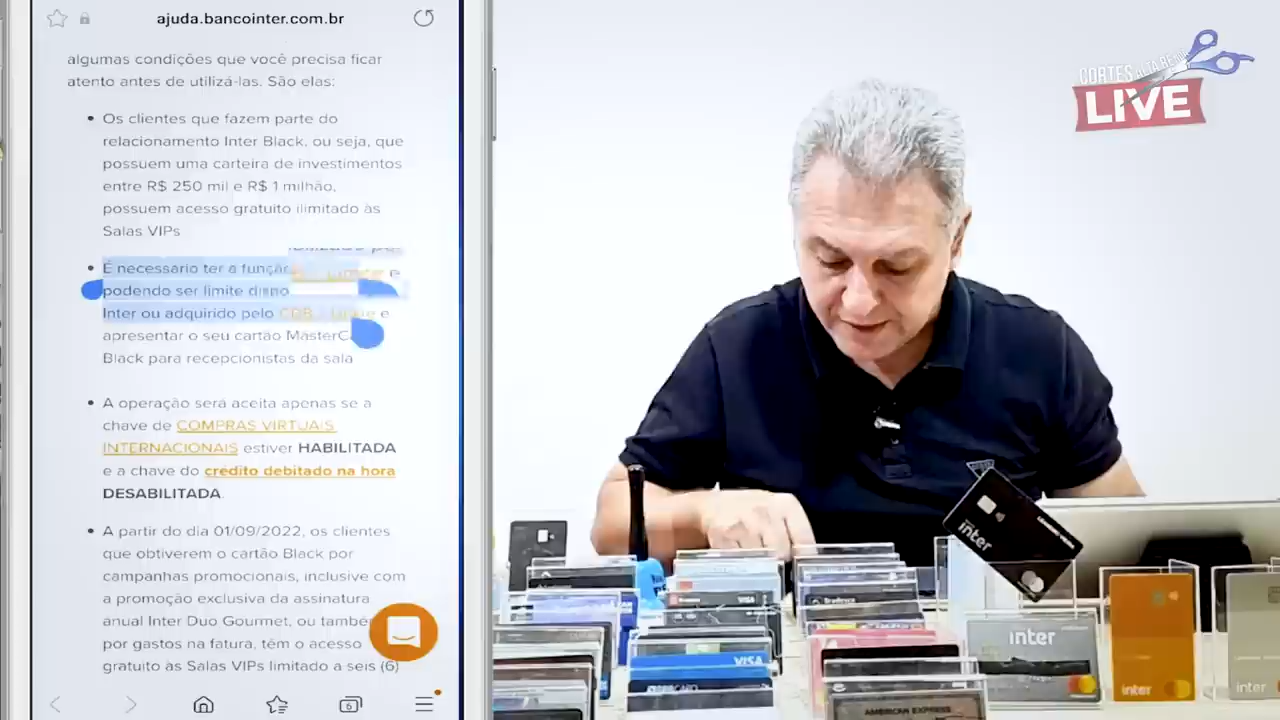 ajuda.bancointer.com.br
algumas condições que você precisa ficar
atento antes de utilizá-las. São elas:
• Os clientes que fazem parte do
relacionamento Inter Black, ou seja, que
possuem uma carteira de investimentos
entre R$ 250 mil e R$ 1 milhão,
possuem acesso gratuito ilimitado às
Salas VIPs
• É necessário ter a função
e
podendo ser limite
Inter ou adquirido pelo CDB
e
apresentar o seu cartão
Black para recepcionistas da sala
• A operação será aceita apenas se a
chave de COMPRAS VIRTUAIS
INTERNACIONAIS estiver HABILITADA
e a chave do crédito debitado na hora
DESABILITADA.
• A partir do dia 01/09/2022, os clientes
que obtiverem o cartão Black por
campanhas promocionais, inclusive com
a promoção exclusiva da assinatura
anual Inter Duo Gourmet, ou também
por gastos na fatura, têm o acesso
gratuito às Salas VIPs limitado a seis (6)
6
CORTES ALTA RENDA
LIVE
inter
inter
inter
inter
VISA
VISA
AMERICAN EXPRESS